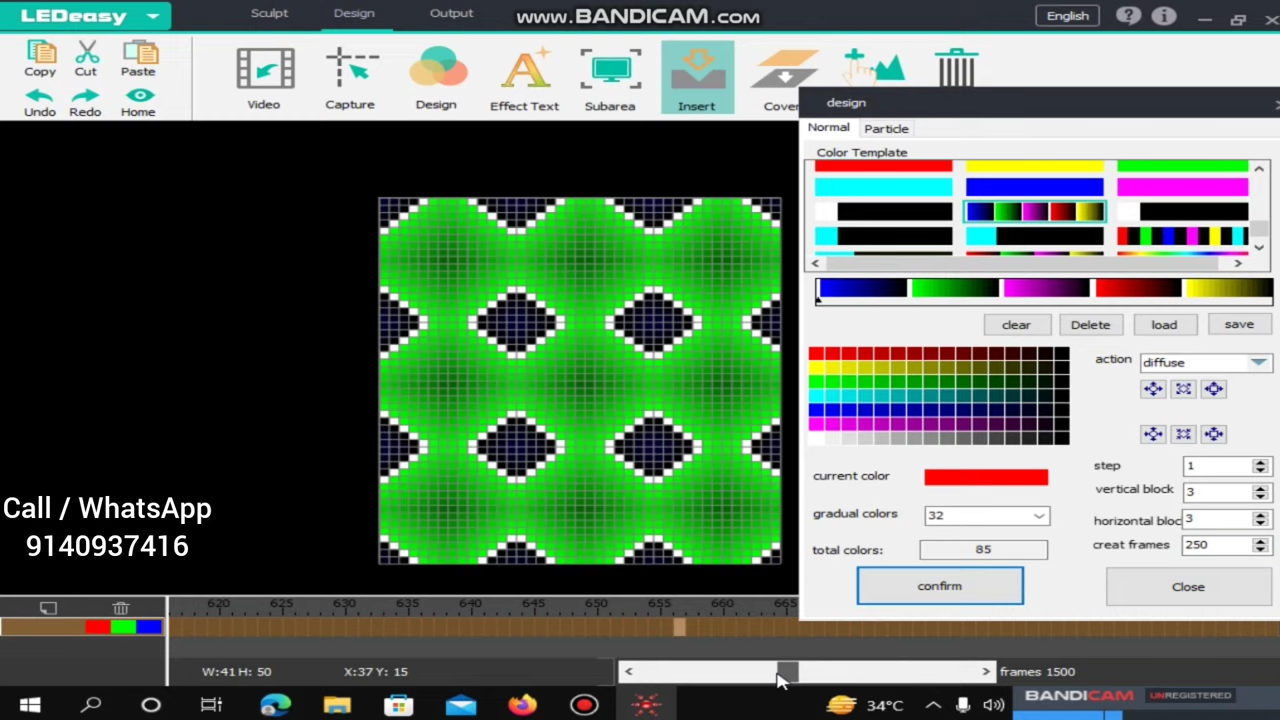 LEDeasy
Sculpt
Design
Output
www.BANDICAM.com
English
Copy
Cut
Paste
Undo
Redo
Home
Video
Capture
Design
Effect Text
Subarea
Insert
Cover
design
Normal
Particle
Color Template
clear
Delete
load
save
action
diffuse
current color
gradual colors
32
total colors:
85
step
1
vertical block
3
horizontal bloc
3
creat frames
250
confirm
Close
Call / WhatsApp
9140937416
620
625
630
635
640
645
650
655
660
665
W:41 H: 50
X:37 Y: 15
frames 1500
34°C
BANDICAM
UNREGISTERED